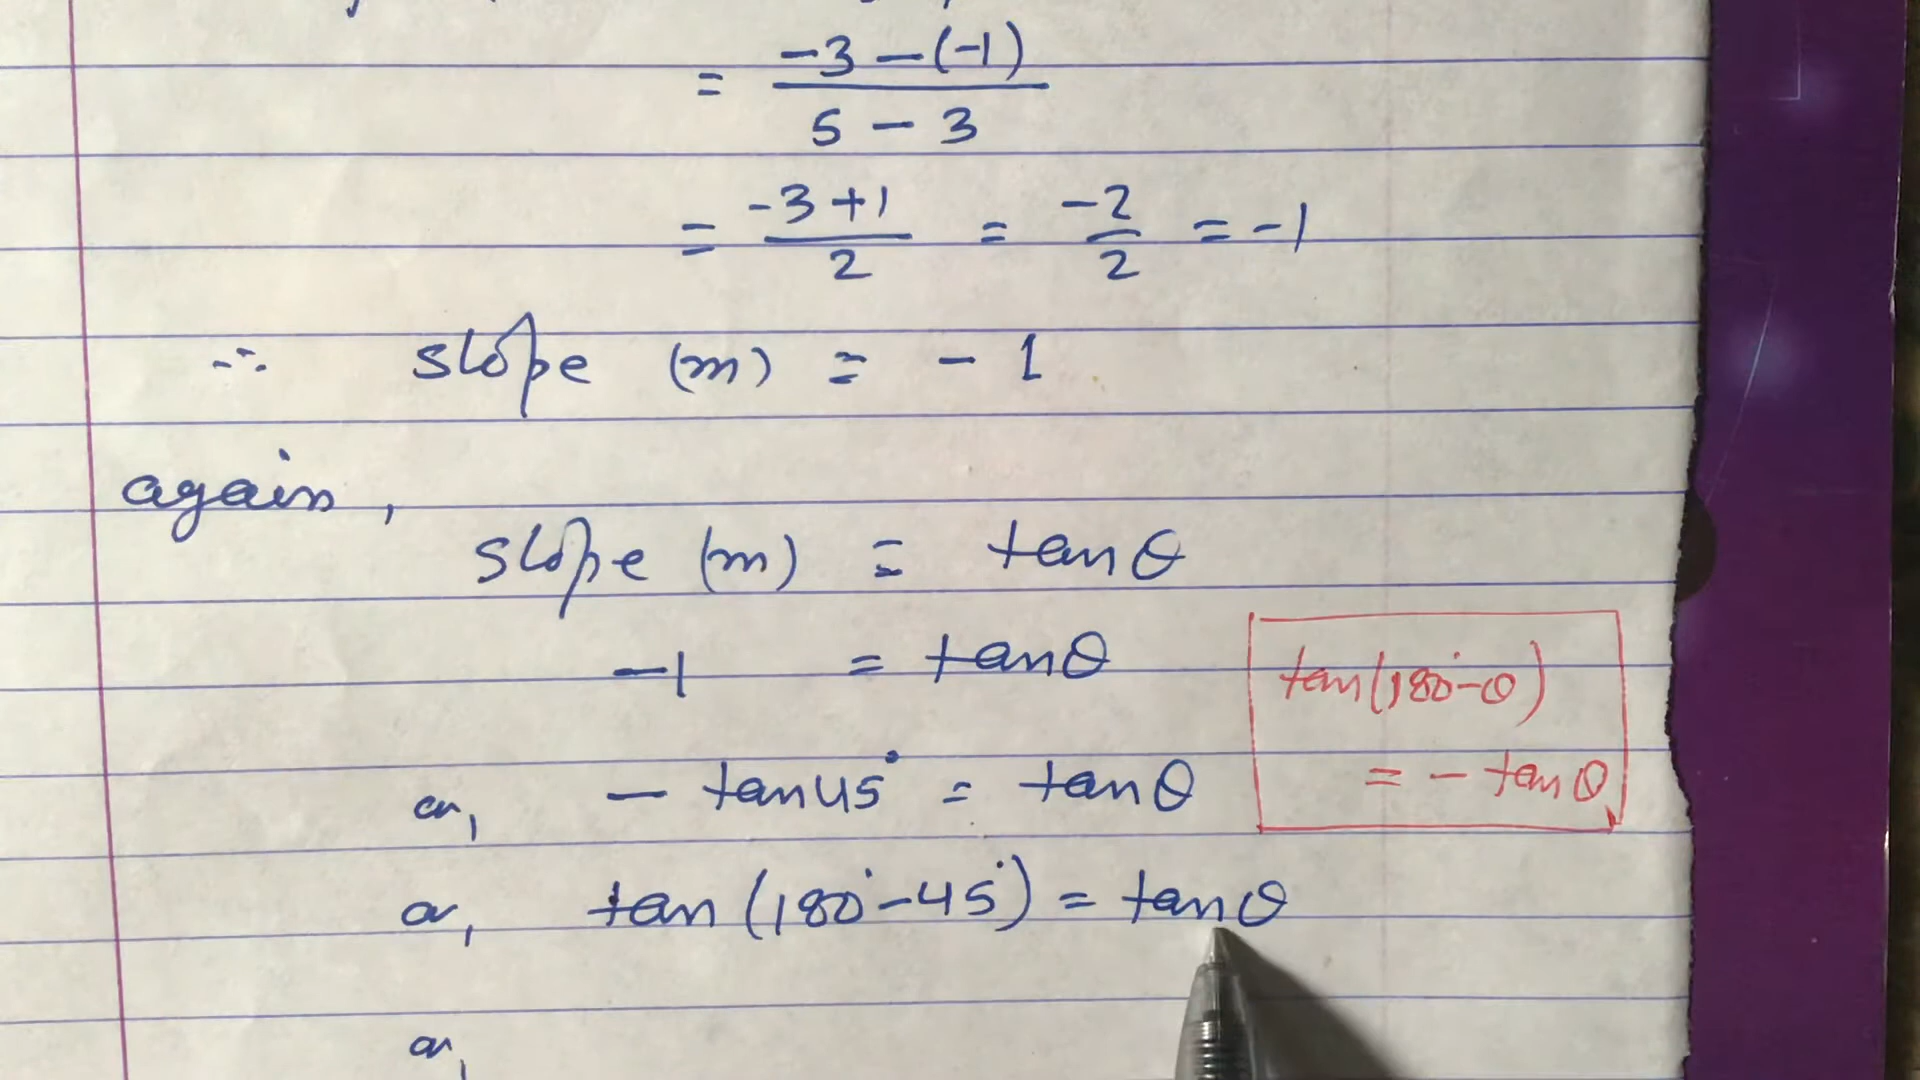 = -3-(-1) / 5-3
= -3+1 / 2 = -2 / 2 = -1
∴ slope (m) = -1
again,
slope (m) = tanθ
-1 = tanθ
or, - tan45° = tanθ
or, tan(180°-45°) = tanθ
or,
tan(180°-θ)
= - tanθ